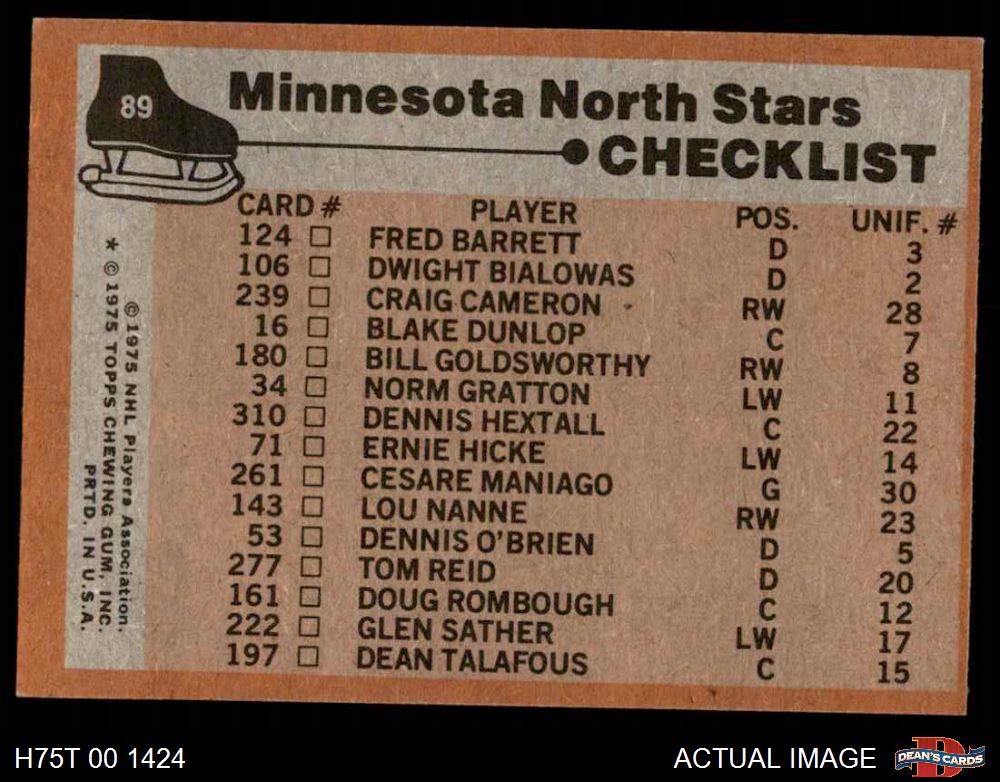 89
Minnesota North Stars
CHECKLIST
CARD # PLAYER POS. UNIF. #
124 □ FRED BARRETT D 3
106 □ DWIGHT BIALOWAS D 2
239 □ CRAIG CAMERON RW 28
16 □ BLAKE DUNLOP C 7
180 □ BILL GOLDSWORTHY RW 8
34 □ NORM GRATTON LW 11
310 □ DENNIS HEXTALL C 22
71 □ ERNIE HICKE LW 14
261 □ CESARE MANIAGO G 30
143 □ LOU NANNE RW 23
53 □ DENNIS O'BRIEN D 5
277 □ TOM REID D 20
161 □ DOUG ROMBOUGH C 12
222 □ GLEN SATHER LW 17
197 □ DEAN TALAFOUS C 15
© 1975 NHL Players Association.
* © 1975 TOPPS CHEWING GUM, INC.
PRTD. IN U.S.A.
H75T 00 1424 ACTUAL IMAGE
D
DEAN'S CARDS